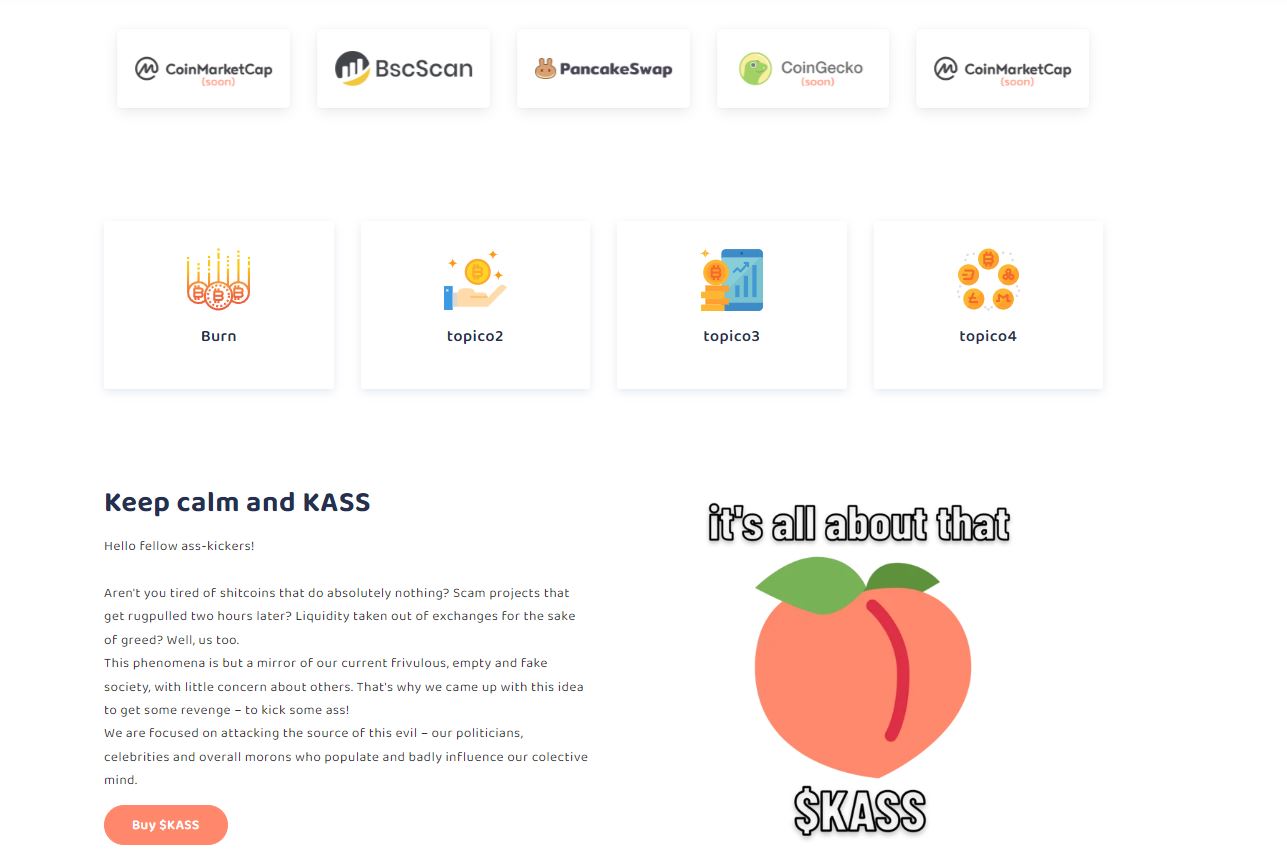 CoinMarketCap
(soon)
BscScan
PancakeSwap
CoinGecko
(soon)
CoinMarketCap
(soon)
Burn
topico2
topico3
topico4
Keep calm and KASS
Hello fellow ass-kickers!
Aren't you tired of shitcoins that do absolutely nothing? Scam projects that
get rugpulled two hours later? Liquidity taken out of exchanges for the sake
of greed? Well, us too.
This phenomena is but a mirror of our current frivulous, empty and fake
society, with little concern about others. That's why we came up with this idea
to get some revenge – to kick some ass!
We are focused on attacking the source of this evil – our politicians,
celebrities and overall morons who populate and badly influence our colective
mind.
Buy $KASS
it's all about that
$KASS